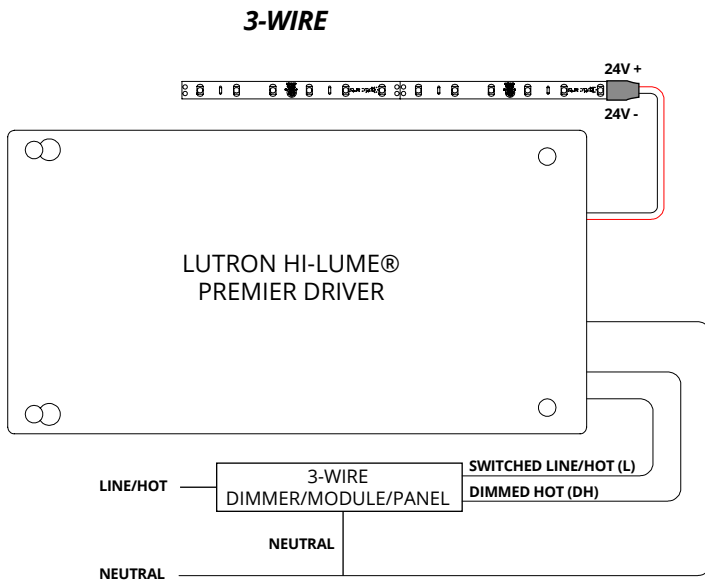 3-WIRE
24V +
24V -
LUTRON HI-LUME®
PREMIER DRIVER
SWITCHED LINE/HOT (L)
LINE/HOT
3-WIRE
DIMMER/MODULE/PANEL
DIMMED HOT (DH)
NEUTRAL
NEUTRAL